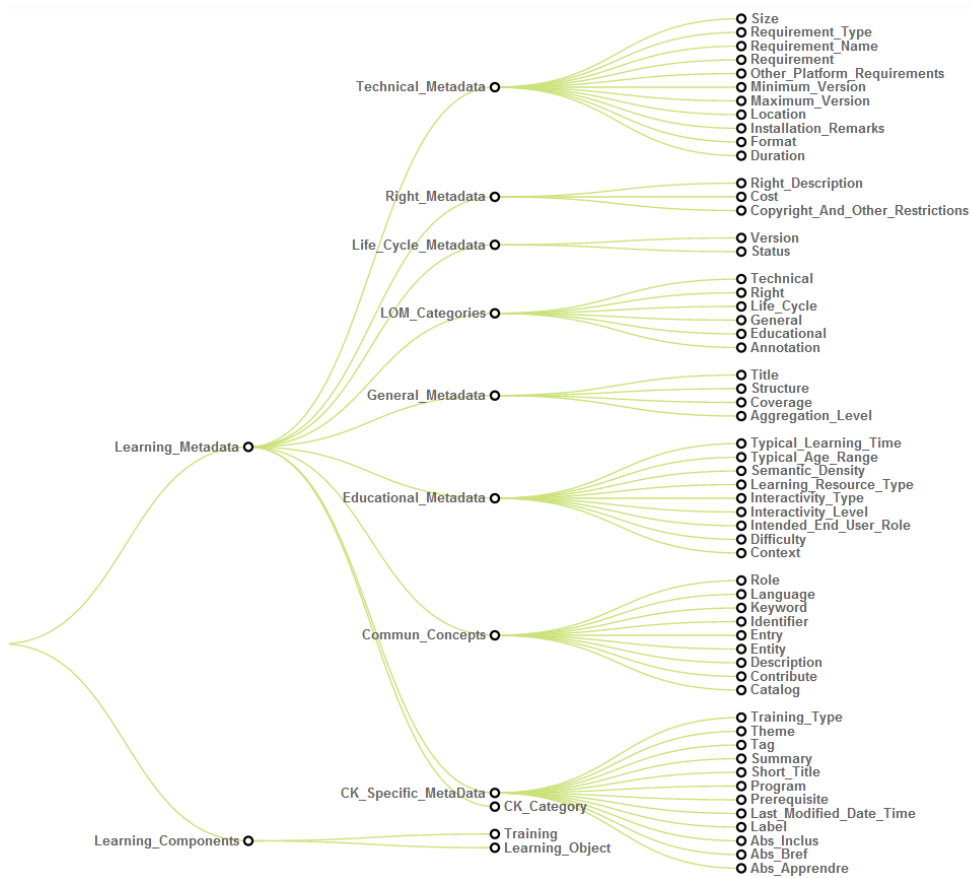 Size
Requirement_Type
Requirement_Name
Requirement
Other_Platform_Requirements
Technical_Metadata
Minimum_Version
Maximum_Version
Location
Installation_Remarks
Format
Duration
Right_Description
Right_Metadata
Cost
Copyright_And_Other_Restrictions
Version
Life_Cycle_Metadata
Status
Technical
Right
Life_Cycle
LOM_Categories
General
Educational
Annotation
Title
Structure
General_Metadata
Coverage
Aggregation_Level
Learning_Metadata
Typical_Learning_Time
Typical_Age_Range
Semantic_Density
Learning_Resource_Type
Educational_Metadata
Interactivity_Type
Interactivity_Level
Intended_End_User_Role
Difficulty
Context
Role
Language
Keyword
Identifier
Commun_Concepts
Entry
Entity
Description
Contribute
Catalog
Training_Type
Theme
Tag
Summary
Short_Title
Program
CK_Specific_MetaData
Prerequisite
CK_Category
Last_Modified_Date_Time
Label
Training
Learning_Components
Abs_Inclus
Learning_Object
Abs_Bref
Abs_Apprendre